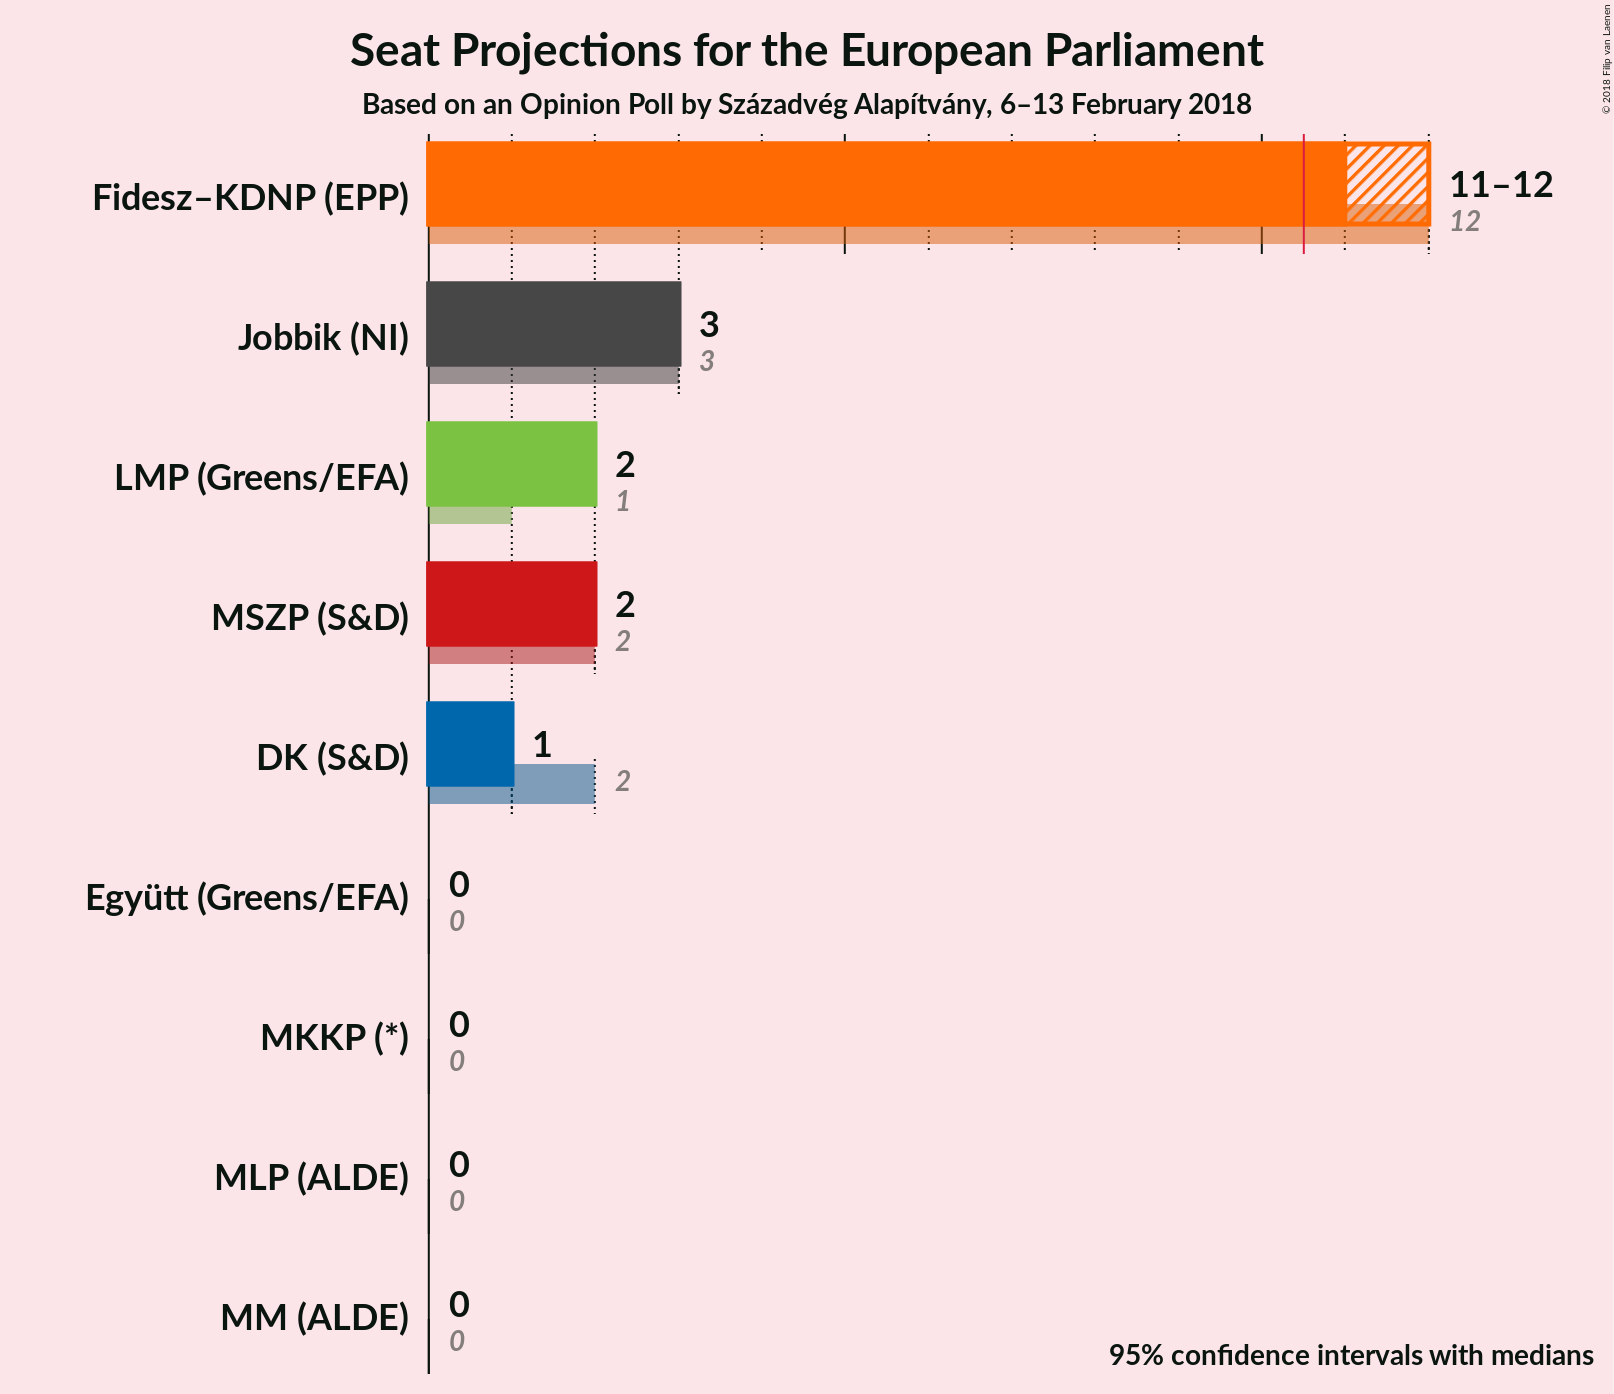 Seat Projections for the European Parliament
Based on an Opinion Poll by Századvég Alapítvány, 6–13 February 2018
© 2018 Filip van Laenen
Fidesz–KDNP (EPP)
11–12
12
Jobbik (NI)
3
3
LMP (Greens/EFA)
2
1
MSZP (S&D)
2
2
DK (S&D)
1
2
Együtt (Greens/EFA)
0
0
MKKP (*)
0
0
MLP (ALDE)
0
0
MM (ALDE)
0
0
95% confidence intervals with medians